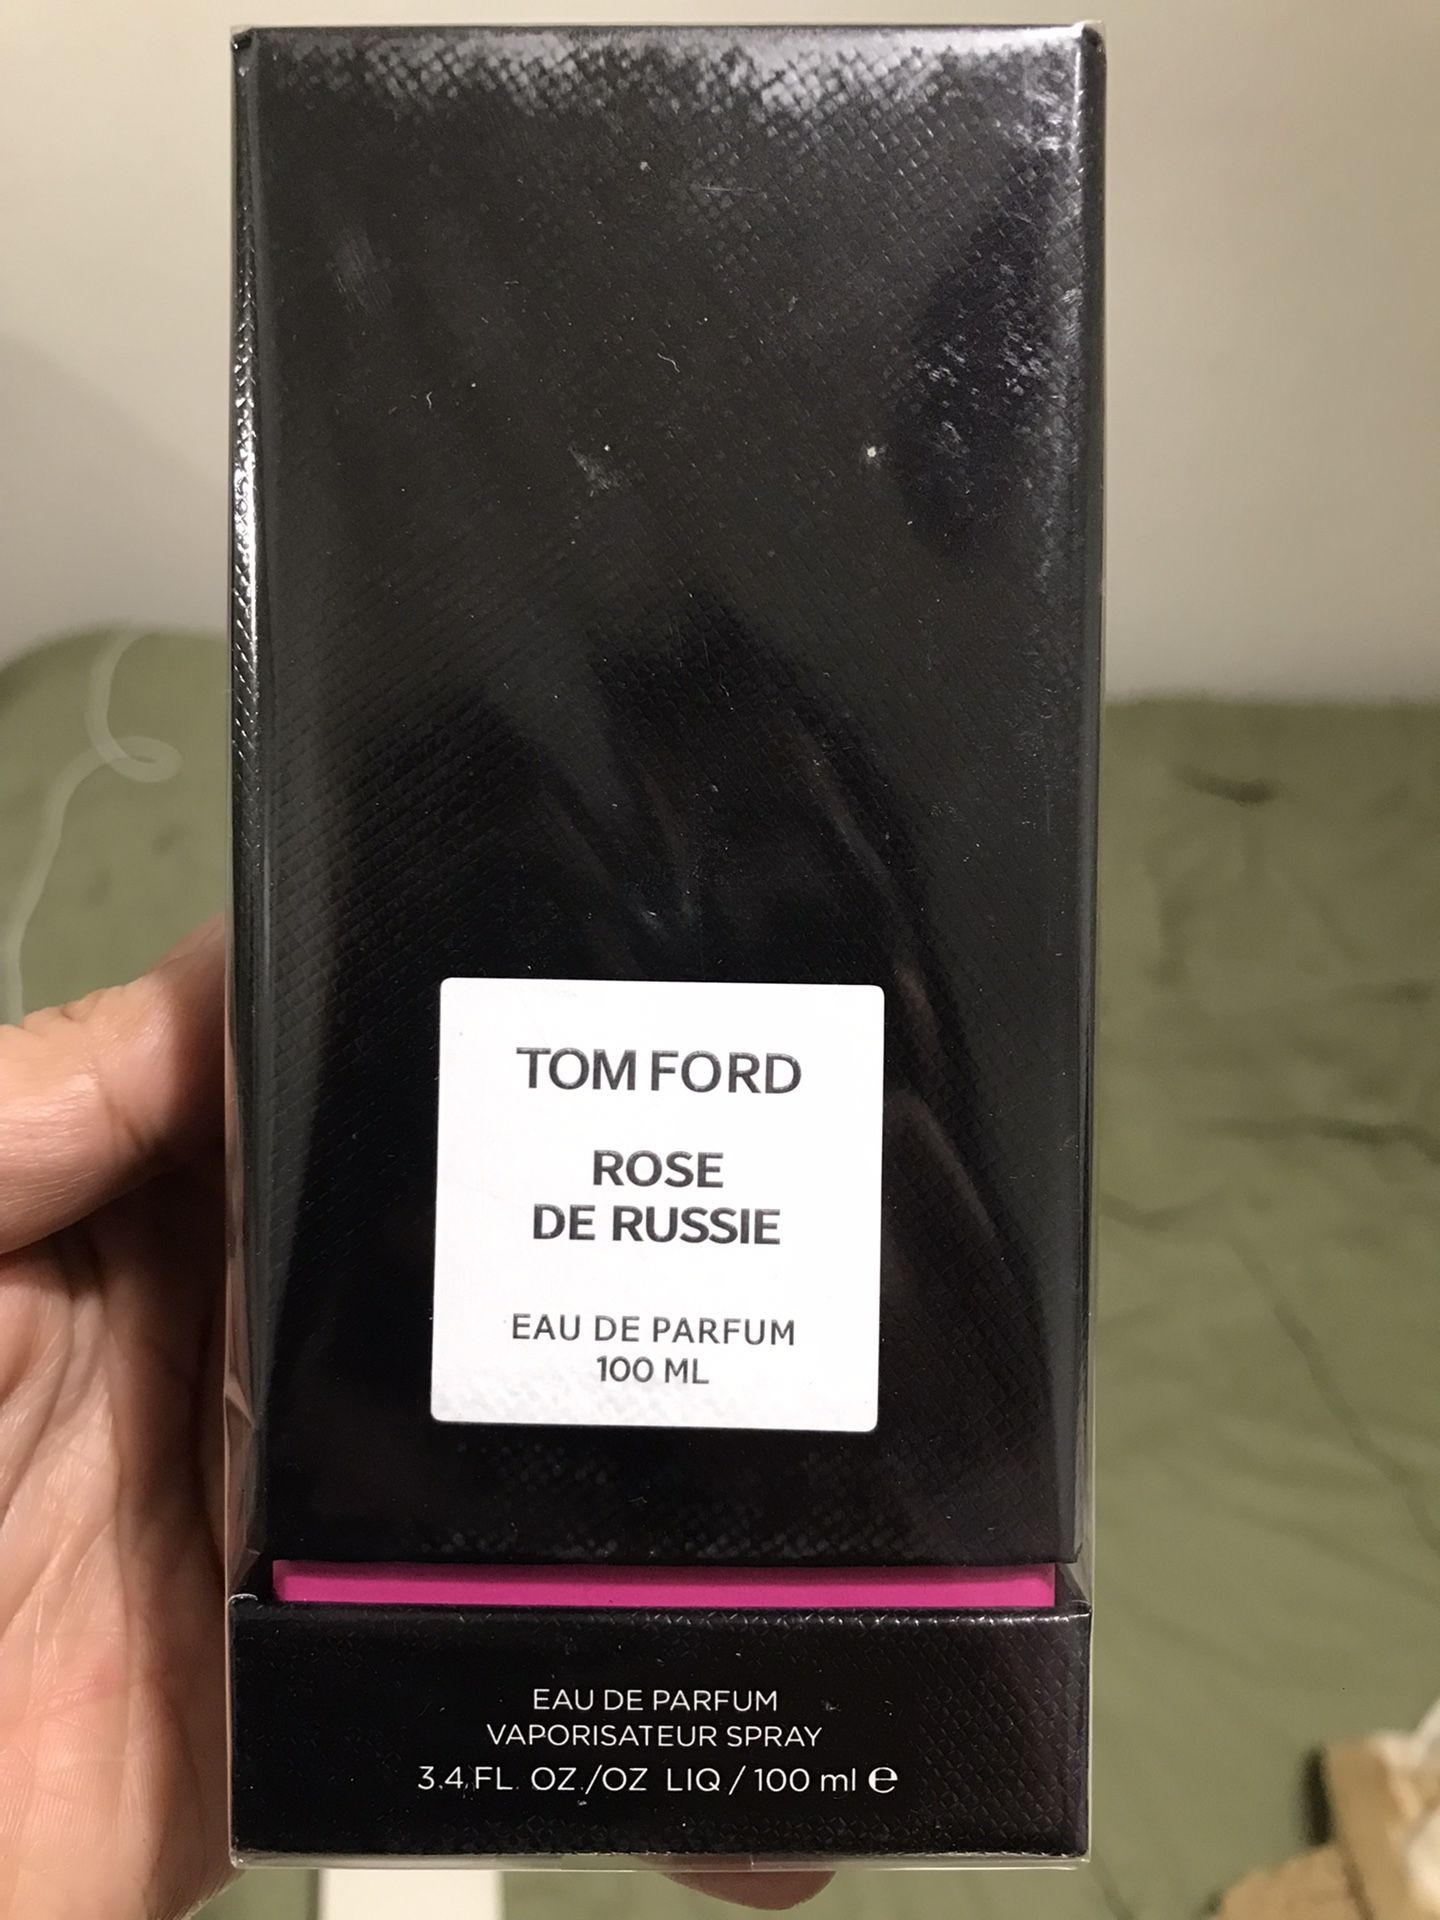 TOM FORD
ROSE
DE RUSSIE
EAU DE PARFUM
100 ML
EAU DE PARFUM
VAPORISATEUR SPRAY
3.4 FL. OZ./OZ LIQ / 100 ml ℮